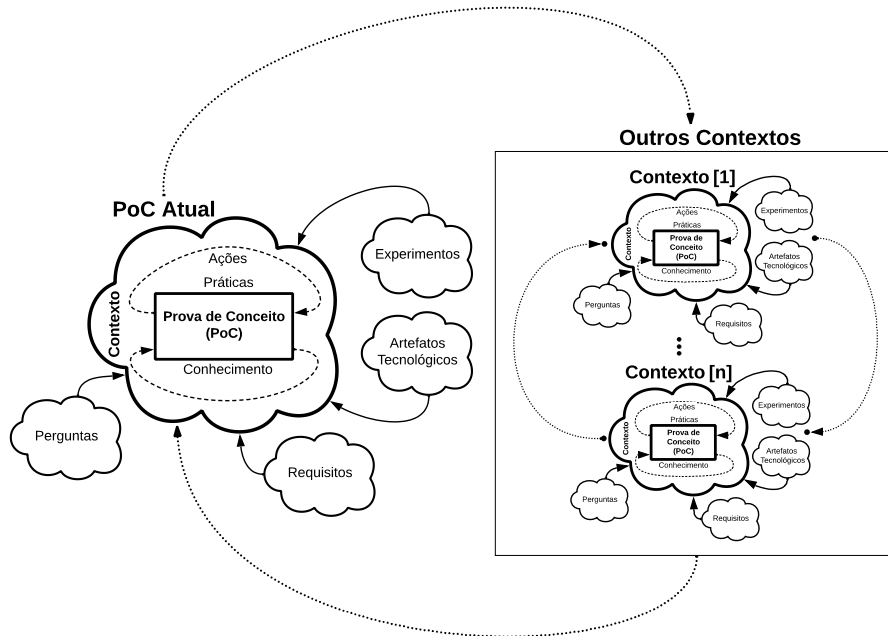 Outros Contextos
PoC Atual
Contexto
Ações
Práticas
Prova de Conceito
(PoC)
Conhecimento
Experimentos
Artefatos
Tecnológicos
Perguntas
Requisitos
Contexto [1]
Contexto
Ações
Práticas
Prova de
Conceito
(PoC)
Conhecimento
Experimentos
Artefatos
Tecnológicos
Perguntas
Requisitos
Contexto [n]
Contexto
Ações
Práticas
Prova de
Conceito
(PoC)
Conhecimento
Experimentos
Artefatos
Tecnológicos
Perguntas
Requisitos